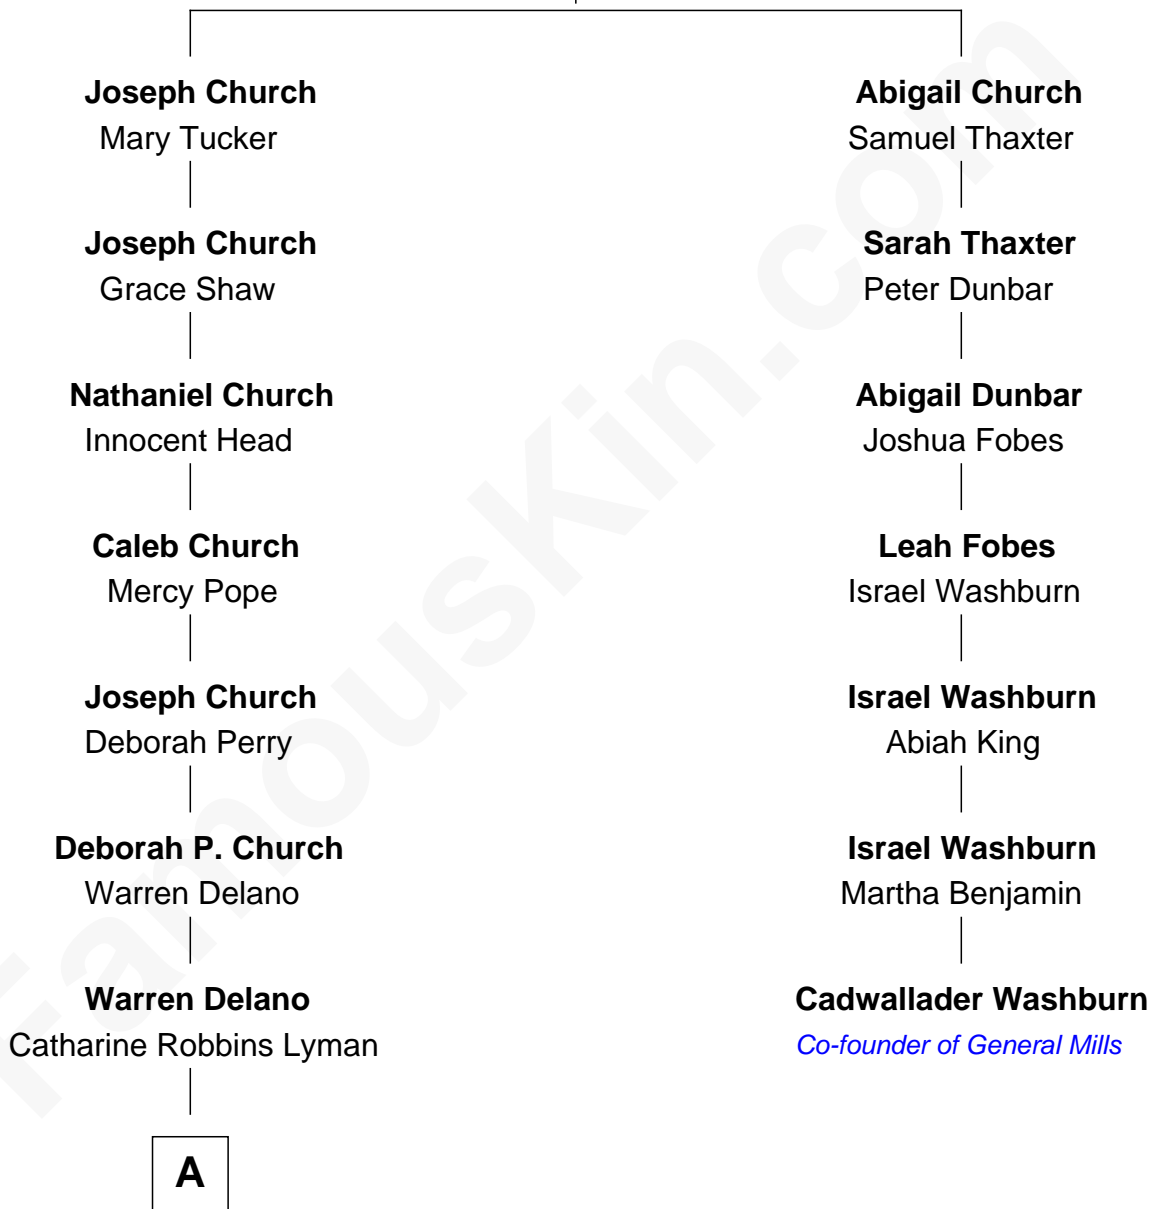 Joseph Church
Mary Tucker
Joseph Church
Grace Shaw
Nathaniel Church
Innocent Head
Caleb Church
Mercy Pope
Joseph Church
Deborah Perry
Deborah P. Church
Warren Delano
Warren Delano
Catharine Robbins Lyman
A
Abigail Church
Samuel Thaxter
Sarah Thaxter
Peter Dunbar
Abigail Dunbar
Joshua Fobes
Leah Fobes
Israel Washburn
Israel Washburn
Abiah King
Israel Washburn
Martha Benjamin
Cadwallader Washburn
Co-founder of General Mills
FamousKin.com